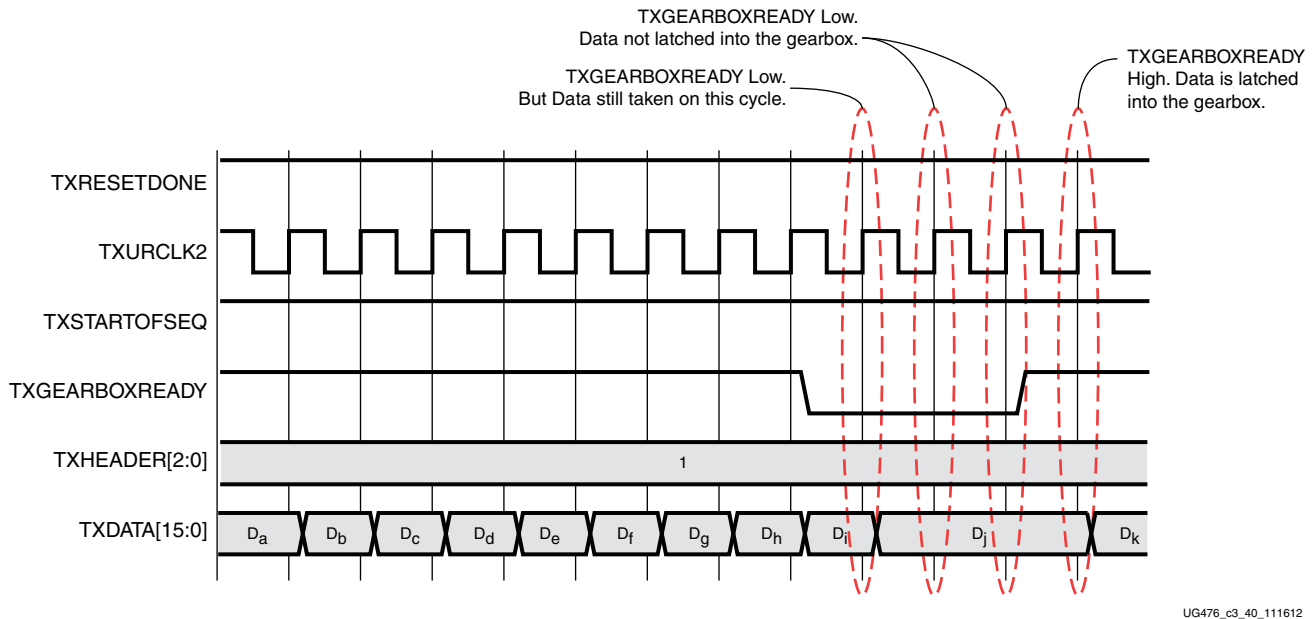 TXGEARBOXREADY Low.
Data not latched into the gearbox.
TXGEARBOXREADY Low.
But Data still taken on this cycle.
TXGEARBOXREADY
High. Data is latched
into the gearbox.
TXRESETDONE
TXURCLK2
TXSTARTOFSEQ
TXGEARBOXREADY
TXHEADER[2:0]
1
TXDATA[15:0]
Da Db Dc Dd De Df Dg Dh Di Dj Dk
UG476_c3_40_111612